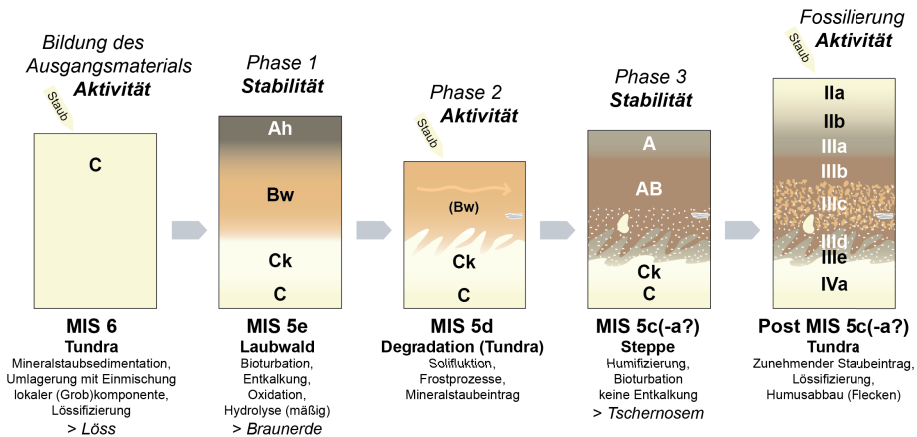 Bildung des
Ausgangsmaterials
Aktivität
Staub
C
MIS 6
Tundra
Mineralstaubsedimentation,
Umlagerung mit Einmischung
lokaler (Grob)komponente,
Lössifizierung
> Löss
Phase 1
Stabilität
Ah
Bw
Ck
C
MIS 5e
Laubwald
Bioturbation,
Entkalkung,
Oxidation,
Hydrolyse (mäßig)
> Braunerde
Phase 2
Aktivität
Staub
(Bw)
Ck
C
MIS 5d
Degradation (Tundra)
Solifluktion,
Frostprozesse,
Mineralstaubeintrag
Phase 3
Stabilität
A
AB
Ck
C
MIS 5c(-a?)
Steppe
Humifizierung,
Bioturbation
keine Entkalkung
> Tschernosem
Fossilierung
Aktivität
Staub
IIa
IIb
IIIa
IIIb
IIIc
IIId
IIIe
IVa
Post MIS 5c(-a?)
Tundra
Zunehmender Staubeintrag,
Lössifizierung,
Humusabbau (Flecken)